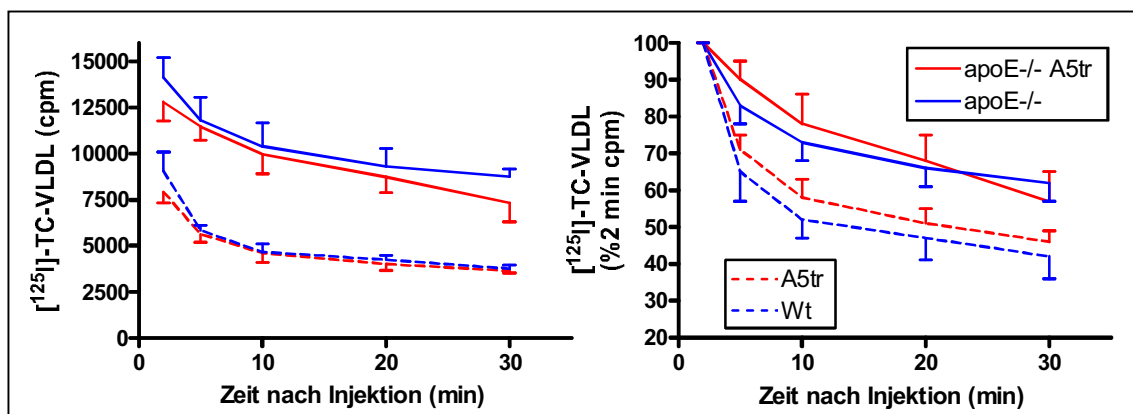 [¹²⁵I]-TC-VLDL (cpm)
15000
12500
10000
7500
5000
2500
0
0 10 20 30
Zeit nach Injektion (min)
[¹²⁵I]-TC-VLDL
(%2 min cpm)
100
90
80
70
60
50
40
30
20
0 10 20 30
Zeit nach Injektion (min)
apoE-/- A5tr
apoE-/-
A5tr
Wt